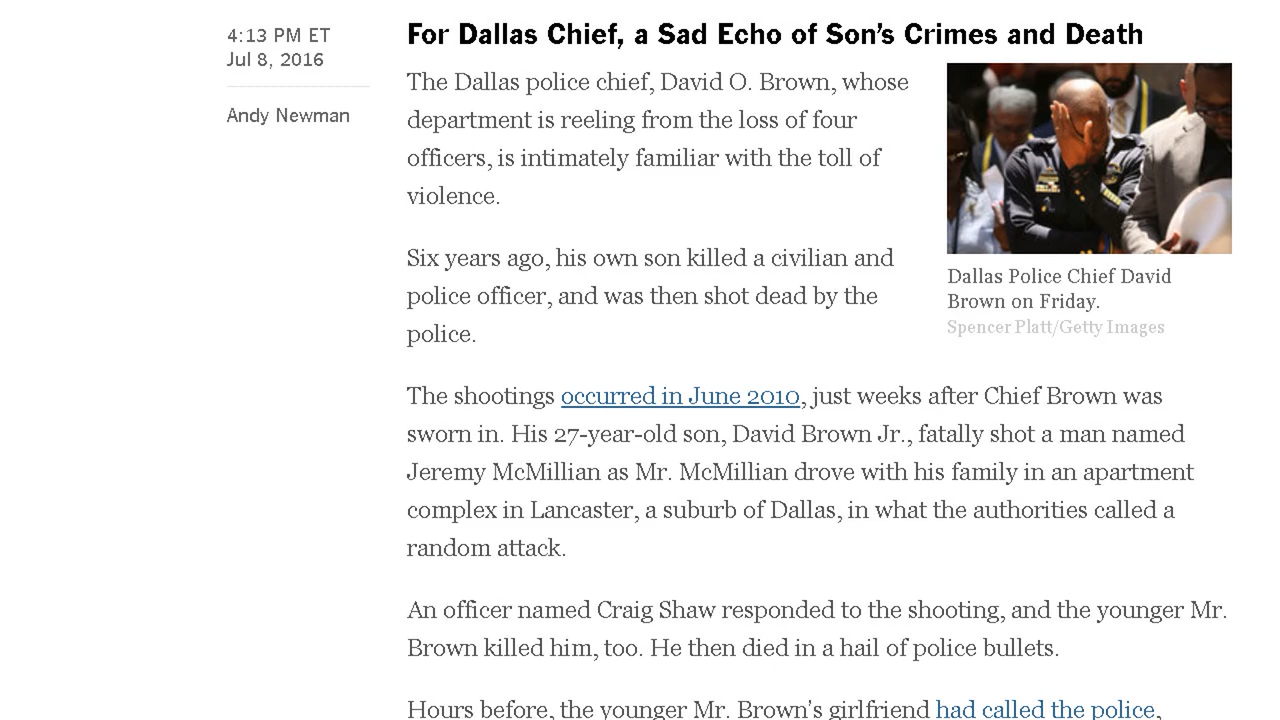 4:13 PM ET
Jul 8, 2016
Andy Newman
For Dallas Chief, a Sad Echo of Son’s Crimes and Death
The Dallas police chief, David O. Brown, whose
department is reeling from the loss of four
officers, is intimately familiar with the toll of
violence.
Six years ago, his own son killed a civilian and
police officer, and was then shot dead by the
police.
Dallas Police Chief David
Brown on Friday.
Spencer Platt/Getty Images
The shootings occurred in June 2010, just weeks after Chief Brown was
sworn in. His 27-year-old son, David Brown Jr., fatally shot a man named
Jeremy McMillian as Mr. McMillian drove with his family in an apartment
complex in Lancaster, a suburb of Dallas, in what the authorities called a
random attack.
An officer named Craig Shaw responded to the shooting, and the younger Mr.
Brown killed him, too. He then died in a hail of police bullets.
Hours before, the younger Mr. Brown’s girlfriend had called the police,